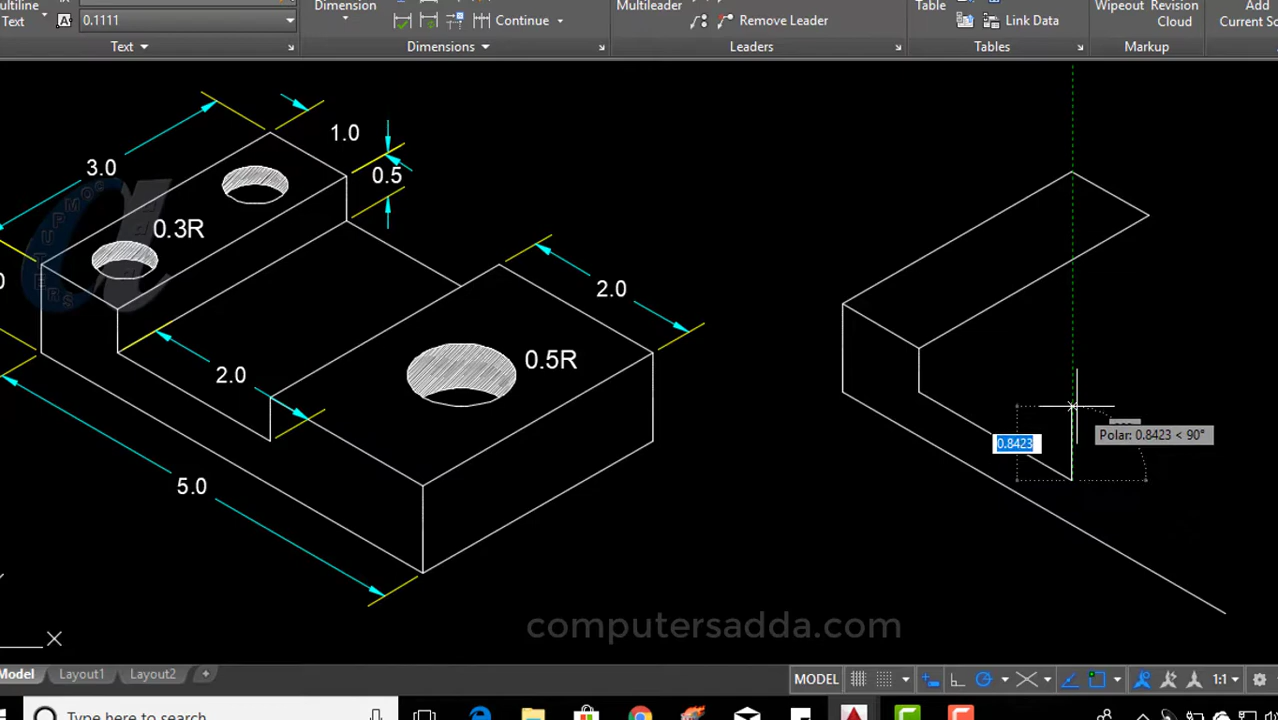 Multiline
Text
0.1111
Dimension
Continue
Multileader
Remove Leader
Table
Link Data
Wipeout
Revision
Cloud
Add
Current Sc
Text
Dimensions
Leaders
Tables
Markup
1.0
3.0
0.5
0.3R
2.0
0.5R
2.0
5.0
0.8423
Polar: 0.8423 < 90°
computersadda.com
Model
Layout1
Layout2
+
MODEL
1:1
Type here to search